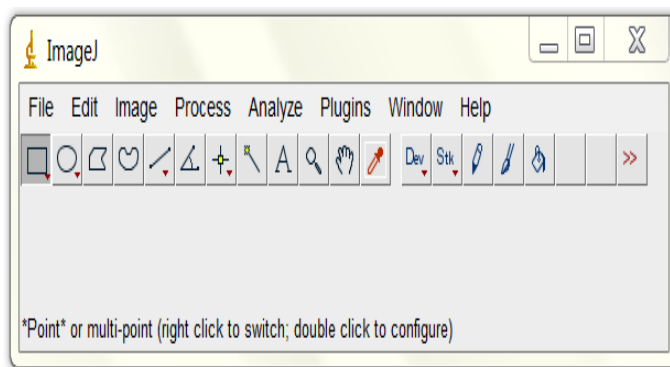 ImageJ
File Edit Image Process Analyze Plugins Window Help
A Dev Stk >>
*Point* or multi-point (right click to switch; double click to configure)